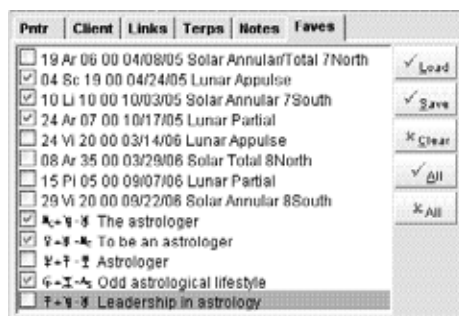 Pntr Client Links Terps Notes Faves
19 Ar 06 00 04/08/05 Solar Annular/Total 7North
04 Sc 19 00 04/24/05 Lunar Appulse
10 Li 10 00 10/03/05 Solar Annular 7South
24 Ar 07 00 10/17/05 Lunar Partial
24 Vi 20 00 03/14/06 Lunar Appulse
08 Ar 35 00 03/29/06 Solar Total 8North
15 Pi 05 00 09/07/06 Lunar Partial
29 Vi 20 00 09/22/06 Solar Annular 8South
The astrologer
To be an astrologer
Astrologer
Odd astrological lifestyle
Leadership in astrology
Load
Save
Clear
All
All